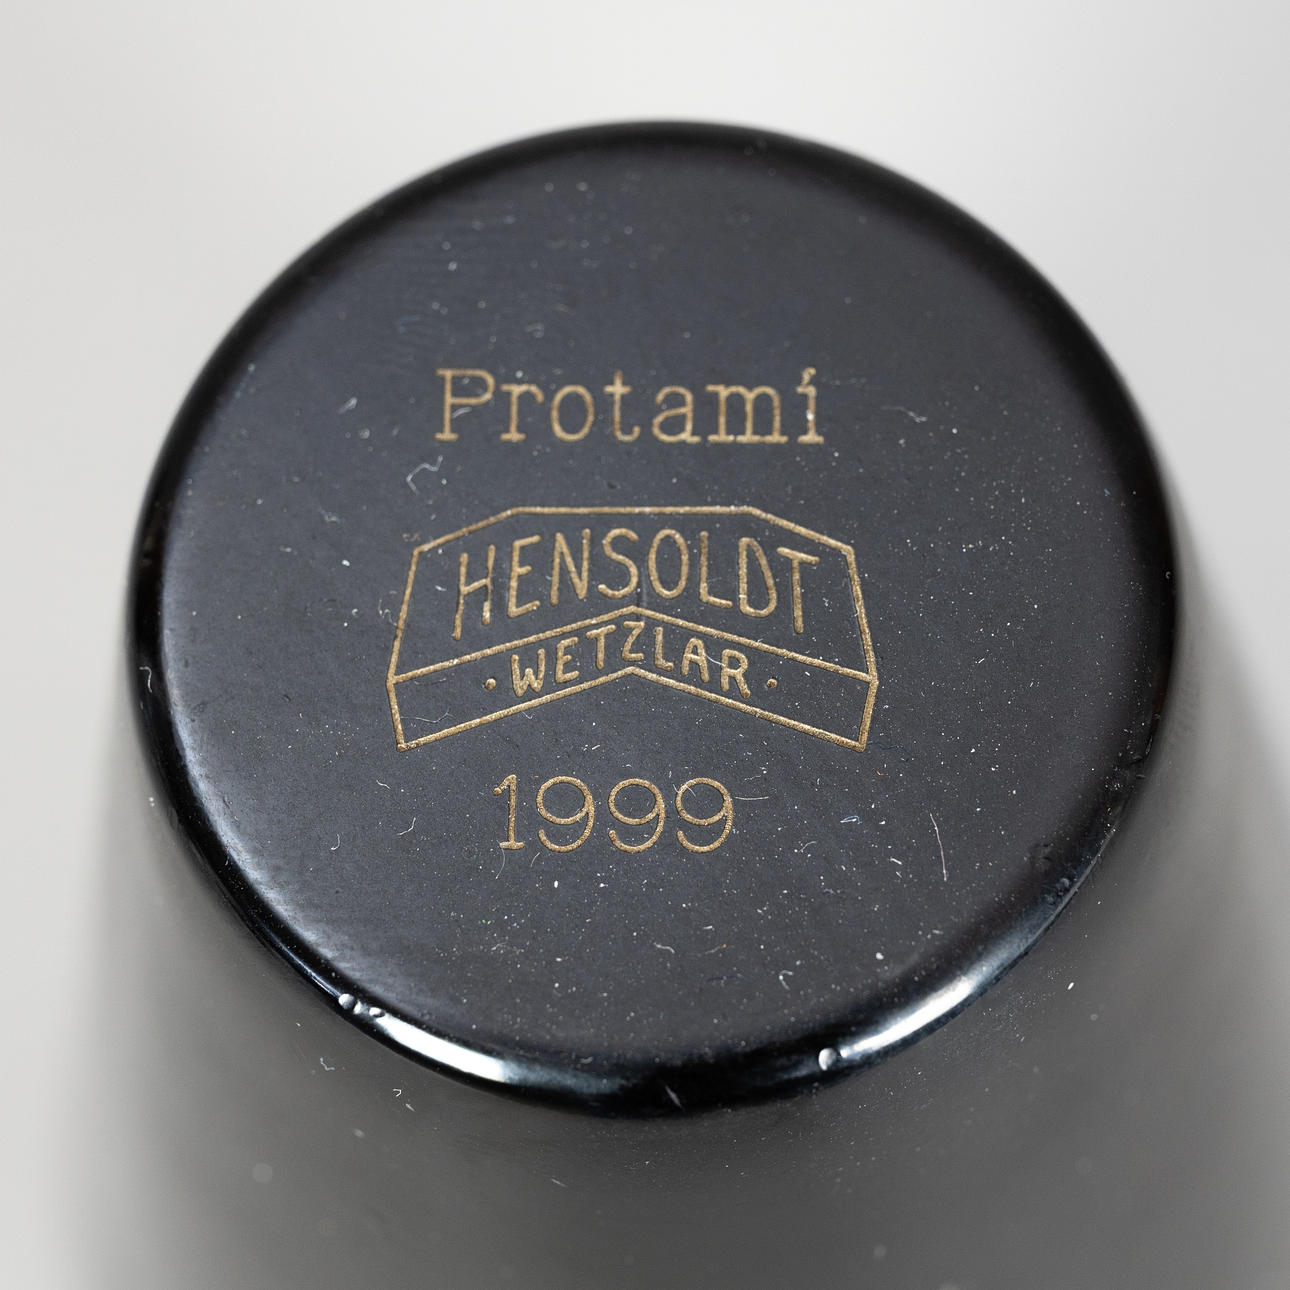 Protamí
HENSOLDT
·WETZLAR·
1999